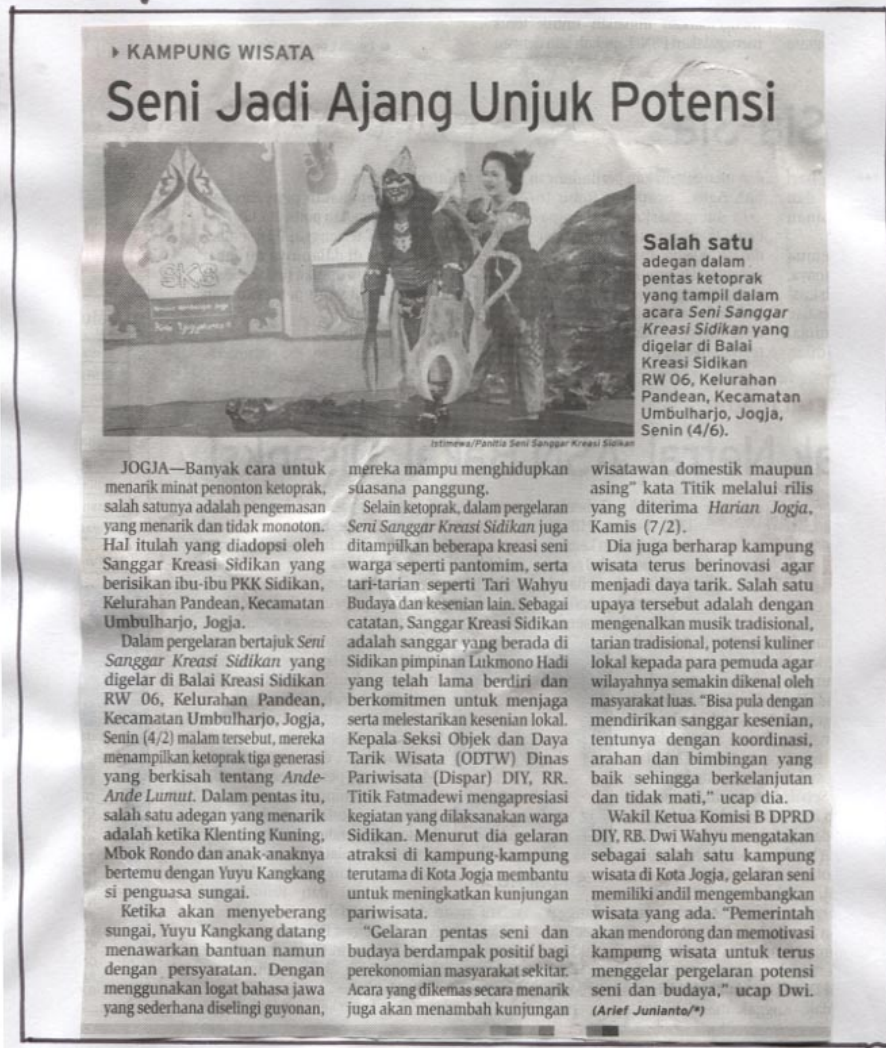 KAMPUNG WISATA
Seni Jadi Ajang Unjuk Potensi
SKS
Salah satu
adegan dalam
pentas ketoprak
yang tampil dalam
acara Seni Sanggar
Kreasi Sidikan yang
digelar di Balai
Kreasi Sidikan
RW 06, Kelurahan
Pandean, Kecamatan
Umbulharjo, Jogja,
Senin (4/6).
Istimewa/Panitia Seni Sanggar Kreasi Sidikan
JOGJA—Banyak cara untuk
menarik minat penonton ketoprak,
salah satunya adalah pengemasan
yang menarik dan tidak monoton.
Hal itulah yang diadopsi oleh
Sanggar Kreasi Sidikan yang
berisikan ibu-ibu PKK Sidikan,
Kelurahan Pandean, Kecamatan
Umbulharjo, Jogja.
Dalam pergelaran bertajuk Seni
Sanggar Kreasi Sidikan yang
digelar di Balai Kreasi Sidikan
RW 06, Kelurahan Pandean,
Kecamatan Umbulharjo, Jogja,
Senin (4/2) malam tersebut, mereka
menampilkan ketoprak tiga generasi
yang berkisah tentang Ande-
Ande Lumut. Dalam pentas itu,
salah satu adegan yang menarik
adalah ketika Klenting Kuning,
Mbok Rondo dan anak-anaknya
bertemu dengan Yuyu Kangkang
si penguasa sungai.
Ketika akan menyeberang
sungai, Yuyu Kangkang datang
menawarkan bantuan namun
dengan persyaratan. Dengan
menggunakan logat bahasa jawa
yang sederhana diselingi guyonan,
mereka mampu menghidupkan
suasana panggung.
Selain ketoprak, dalam pergelaran
Seni Sanggar Kreasi Sidikan juga
ditampilkan beberapa kreasi seni
warga seperti pantomim, serta
tari-tarian seperti Tari Wahyu
Budaya dan kesenian lain. Sebagai
catatan, Sanggar Kreasi Sidikan
adalah sanggar yang berada di
Sidikan pimpinan Lukmono Hadi
yang telah lama berdiri dan
berkomitmen untuk menjaga
serta melestarikan kesenian lokal.
Kepala Seksi Objek dan Daya
Tarik Wisata (ODTW) Dinas
Pariwisata (Dispar) DIY, RR.
Titik Fatmadewi mengapresiasi
kegiatan yang dilaksanakan warga
Sidikan. Menurut dia gelaran
atraksi di kampung-kampung
terutama di Kota Jogja membantu
untuk meningkatkan kunjungan
pariwisata.
"Gelaran pentas seni dan
budaya berdampak positif bagi
perekonomian masyarakat sekitar.
Acara yang dikemas secara menarik
juga akan menambah kunjungan
wisatawan domestik maupun
asing" kata Titik melalui rilis
yang diterima Harian Jogja,
Kamis (7/2).
Dia juga berharap kampung
wisata terus berinovasi agar
menjadi daya tarik. Salah satu
upaya tersebut adalah dengan
mengenalkan musik tradisional,
tarian tradisional, potensi kuliner
lokal kepada para pemuda agar
wilayahnya semakin dikenal oleh
masyarakat luas. "Bisa pula dengan
mendirikan sanggar kesenian,
tentunya dengan koordinasi,
arahan dan bimbingan yang
baik sehingga berkelanjutan
dan tidak mati," ucap dia.
Wakil Ketua Komisi B DPRD
DIY, RB. Dwi Wahyu mengatakan
sebagai salah satu kampung
wisata di Kota Jogja, gelaran seni
memiliki andil mengembangkan
wisata yang ada. "Pemerintah
akan mendorong dan memotivasi
kampung wisata untuk terus
menggelar pergelaran potensi
seni dan budaya," ucap Dwi.
(Arief Junianto/*)